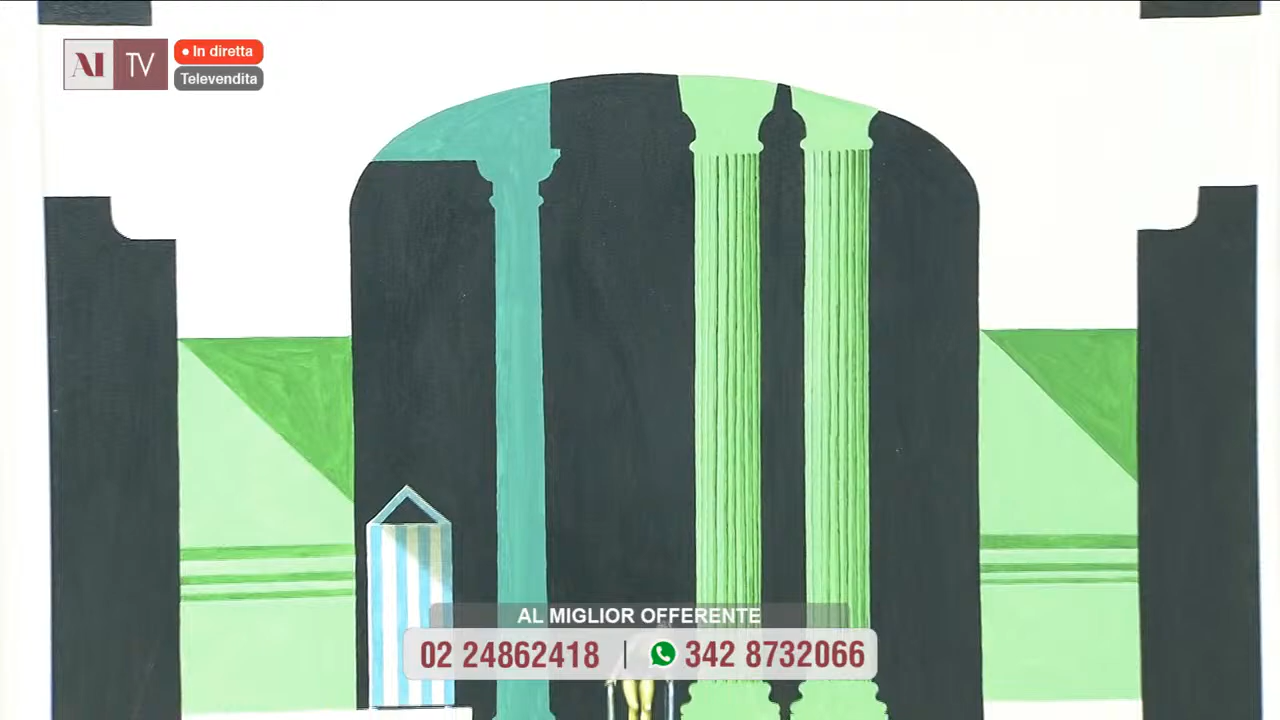 AI TV
In diretta
Televendita
AL MIGLIOR OFFERENTE
02 24862418 | 342 8732066